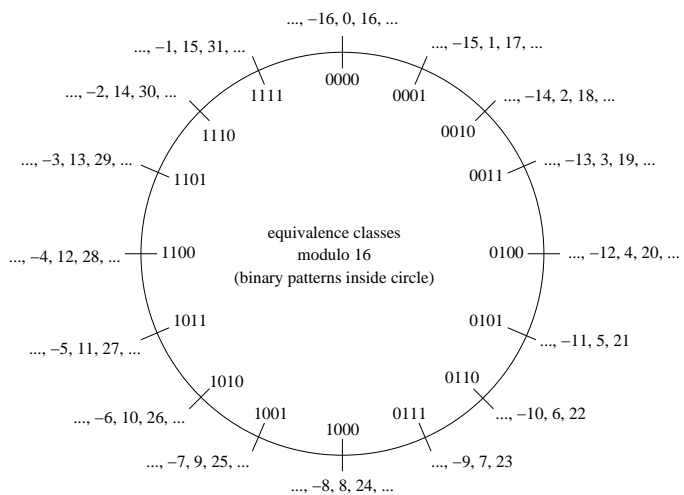 ..., −16, 0, 16, ...
..., −1, 15, 31, ...
..., −15, 1, 17, ...
0000
1111
0001
..., −2, 14, 30, ...
..., −14, 2, 18, ...
1110
0010
..., −3, 13, 29, ...
..., −13, 3, 19, ...
1101
0011
equivalence classes
..., −4, 12, 28, ...
1100
modulo 16
0100
..., −12, 4, 20, ...
(binary patterns inside circle)
1011
0101
..., −5, 11, 27, ...
..., −11, 5, 21
1010
0110
..., −6, 10, 26, ...
1001
0111
..., −10, 6, 22
1000
..., −7, 9, 25, ...
..., −9, 7, 23
..., −8, 8, 24, ...